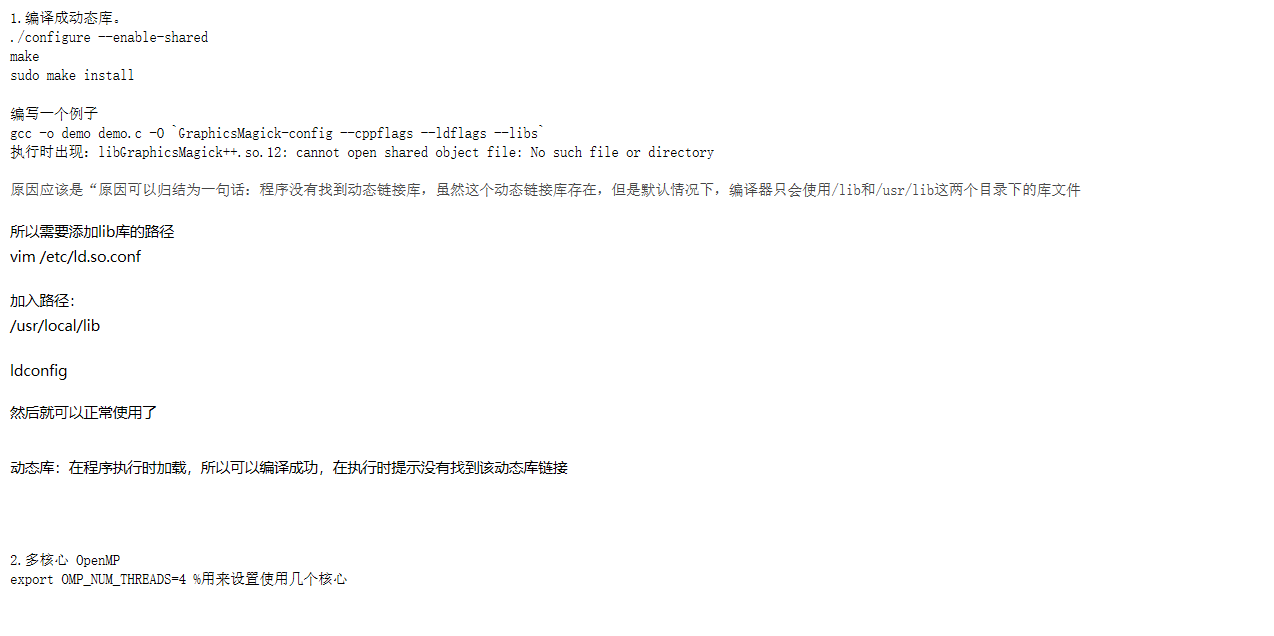 1.编译成动态库。
./configure --enable-shared
make
sudo make install
编写一个例子
gcc -o demo demo.c -O `GraphicsMagick-config --cppflags --ldflags --libs`
执行时出现：libGraphicsMagick++.so.12: cannot open shared object file: No such file or directory
原因应该是“原因可以归结为一句话：程序没有找到动态链接库，虽然这个动态链接库存在，但是默认情况下，编译器只会使用/lib和/usr/lib这两个目录下的库文件
所以需要添加lib库的路径
vim /etc/ld.so.conf
加入路径：
/usr/local/lib
ldconfig
然后就可以正常使用了
动态库：在程序执行时加载，所以可以编译成功，在执行时提示没有找到该动态库链接
2.多核心 OpenMP
export OMP_NUM_THREADS=4 %用来设置使用几个核心